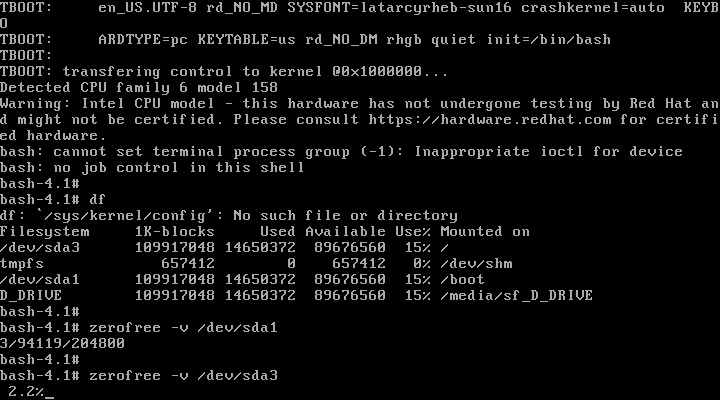 TBOOT:     en_US.UTF-8 rd_NO_MD SYSFONT=latarcyrheb-sun16 crashkernel=auto  KEYB
O
TBOOT:     ARDTYPE=pc KEYTABLE=us rd_NO_DM rhgb quiet init=/bin/bash
TBOOT:
TBOOT: transfering control to kernel @0x1000000...
Detected CPU family 6 model 158
Warning: Intel CPU model - this hardware has not undergone testing by Red Hat an
d might not be certified. Please consult https://hardware.redhat.com for certifi
ed hardware.
bash: cannot set terminal process group (-1): Inappropriate ioctl for device
bash: no job control in this shell
bash-4.1#
bash-4.1# df
df: `/sys/kernel/config': No such file or directory
Filesystem     1K-blocks     Used Available Use% Mounted on
/dev/sda3      109917048 14650372  89676560  15% /
tmpfs             657412        0    657412   0% /dev/shm
/dev/sda1      109917048 14650372  89676560  15% /boot
D_DRIVE        109917048 14650372  89676560  15% /media/sf_D_DRIVE
bash-4.1#
bash-4.1# zerofree -v /dev/sda1
3/94119/204800
bash-4.1#
bash-4.1# zerofree -v /dev/sda3
 2.2%_